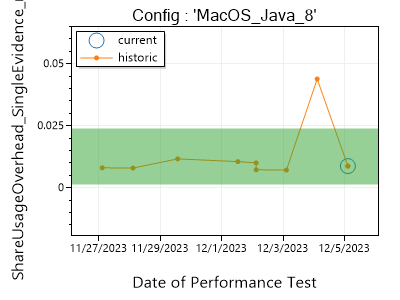 Config : 'MacOS_Java_8'
current
historic
0.05
0.025
0
ShareUsageOverhead_SingleEvidence_
11/27/2023 11/29/2023 12/1/2023 12/3/2023 12/5/2023
Date of Performance Test